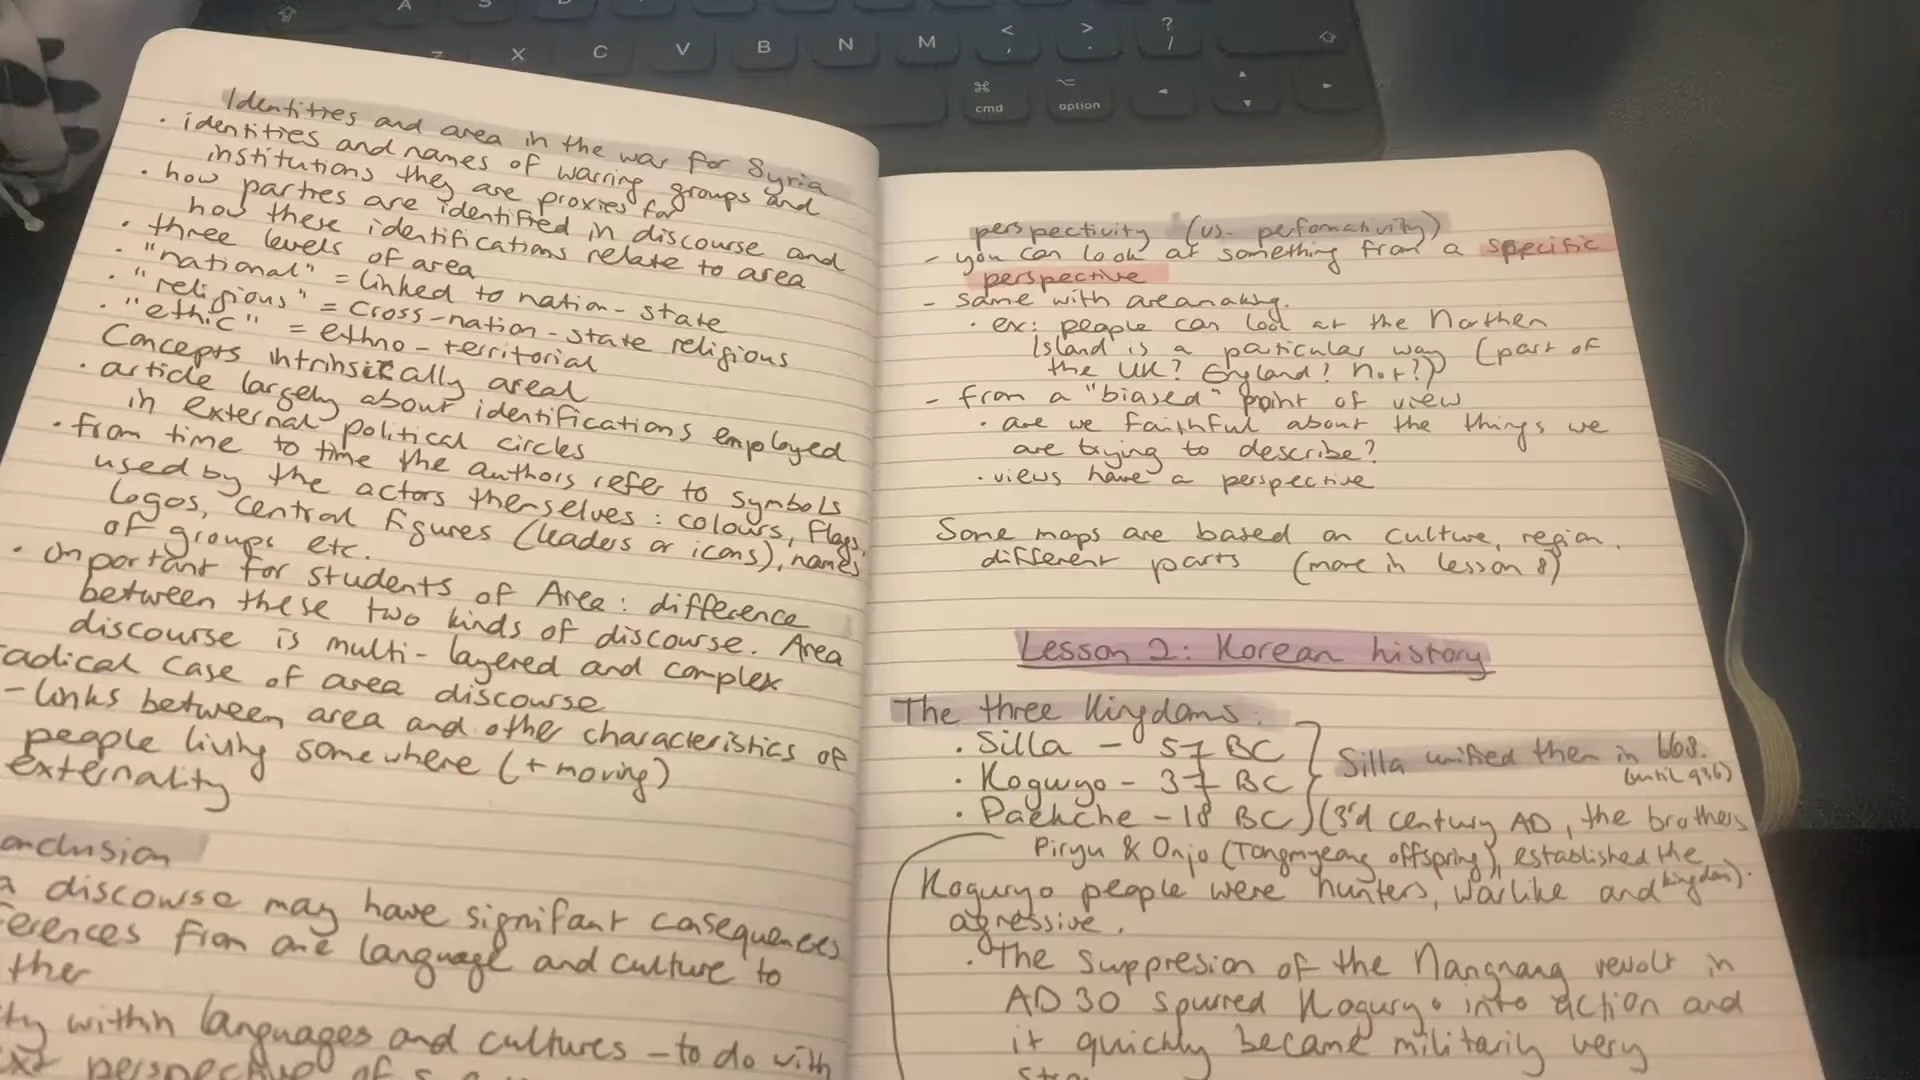 A S
Z X C V B N M < , > . ? /
cmd option
Identities and area in the war for Syria
· identities and names of warring groups and
institutions they are proxies for
· how parties are identified in discourse and
how these identifications relate to area
· three levels of area
· "national" = linked to nation-state
· "religious" = cross-nation-state religious
· "ethic" = ethno-territorial
Concepts intrinsically areal
· article largely about identifications employed
in external political circles
· from time to time the authors refer to symbols
used by the actors themselves: colours, flags,
logos, central figures (leaders or icons), names
of groups etc.
· important for students of Area: difference
between these two kinds of discourse. Area
discourse is multi-layered and complex
adical case of area discourse
- links between area and other characteristics of
people living somewhere (+ moving)
externality
onclusion
a discourse may have signifant casequences
ferences from one language and culture to
ther
ty within languages and cultures - to do with
perspective of
perspectivity (vs. perfomativity)
- you can look at something from a specific
perspective
- same with areamaking.
· ex: people can look at the Northen
Island is a particular way (part of
the UK? England? Not?)
- from a "biased" point of view
· are we faithful about the things we
are trying to describe?
· views have a perspective
Some maps are based on culture, region,
different parts (more in lesson 8)
Lesson 2: Korean history
The three Kingdoms:
· Silla - 57 BC
· Koguryo - 37 BC
Silla unified them in 668.
(until 936)
· Paekche - 18 BC (3rd century AD, the brothers
Piryu & Onjo (Tongmyeong offspring), established the
kingdom).
Koguryo people were hunters, warlike and
agressive.
· The suppresion of the Nangnang revolt in
AD 30 spurred Koguryo into action and
it quickly became militarily very